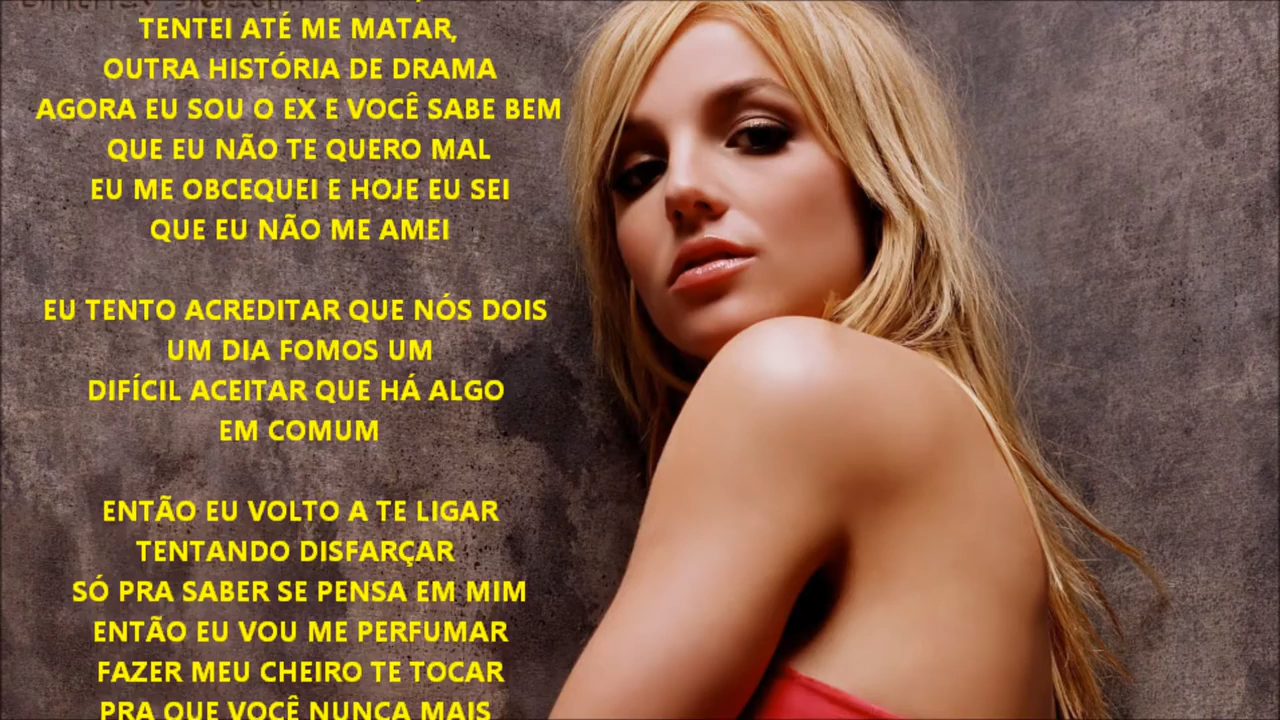 TENTEI ATÉ ME MATAR,
OUTRA HISTÓRIA DE DRAMA
AGORA EU SOU O EX E VOCÊ SABE BEM
QUE EU NÃO TE QUERO MAL
EU ME OBCEQUEI E HOJE EU SEI
QUE EU NÃO ME AMEI
EU TENTO ACREDITAR QUE NÓS DOIS
UM DIA FOMOS UM
DIFÍCIL ACEITAR QUE HÁ ALGO
EM COMUM
ENTÃO EU VOLTO A TE LIGAR
TENTANDO DISFARÇAR
SÓ PRA SABER SE PENSA EM MIM
ENTÃO EU VOU ME PERFUMAR
FAZER MEU CHEIRO TE TOCAR
PRA QUE VOCÊ NUNCA MAIS